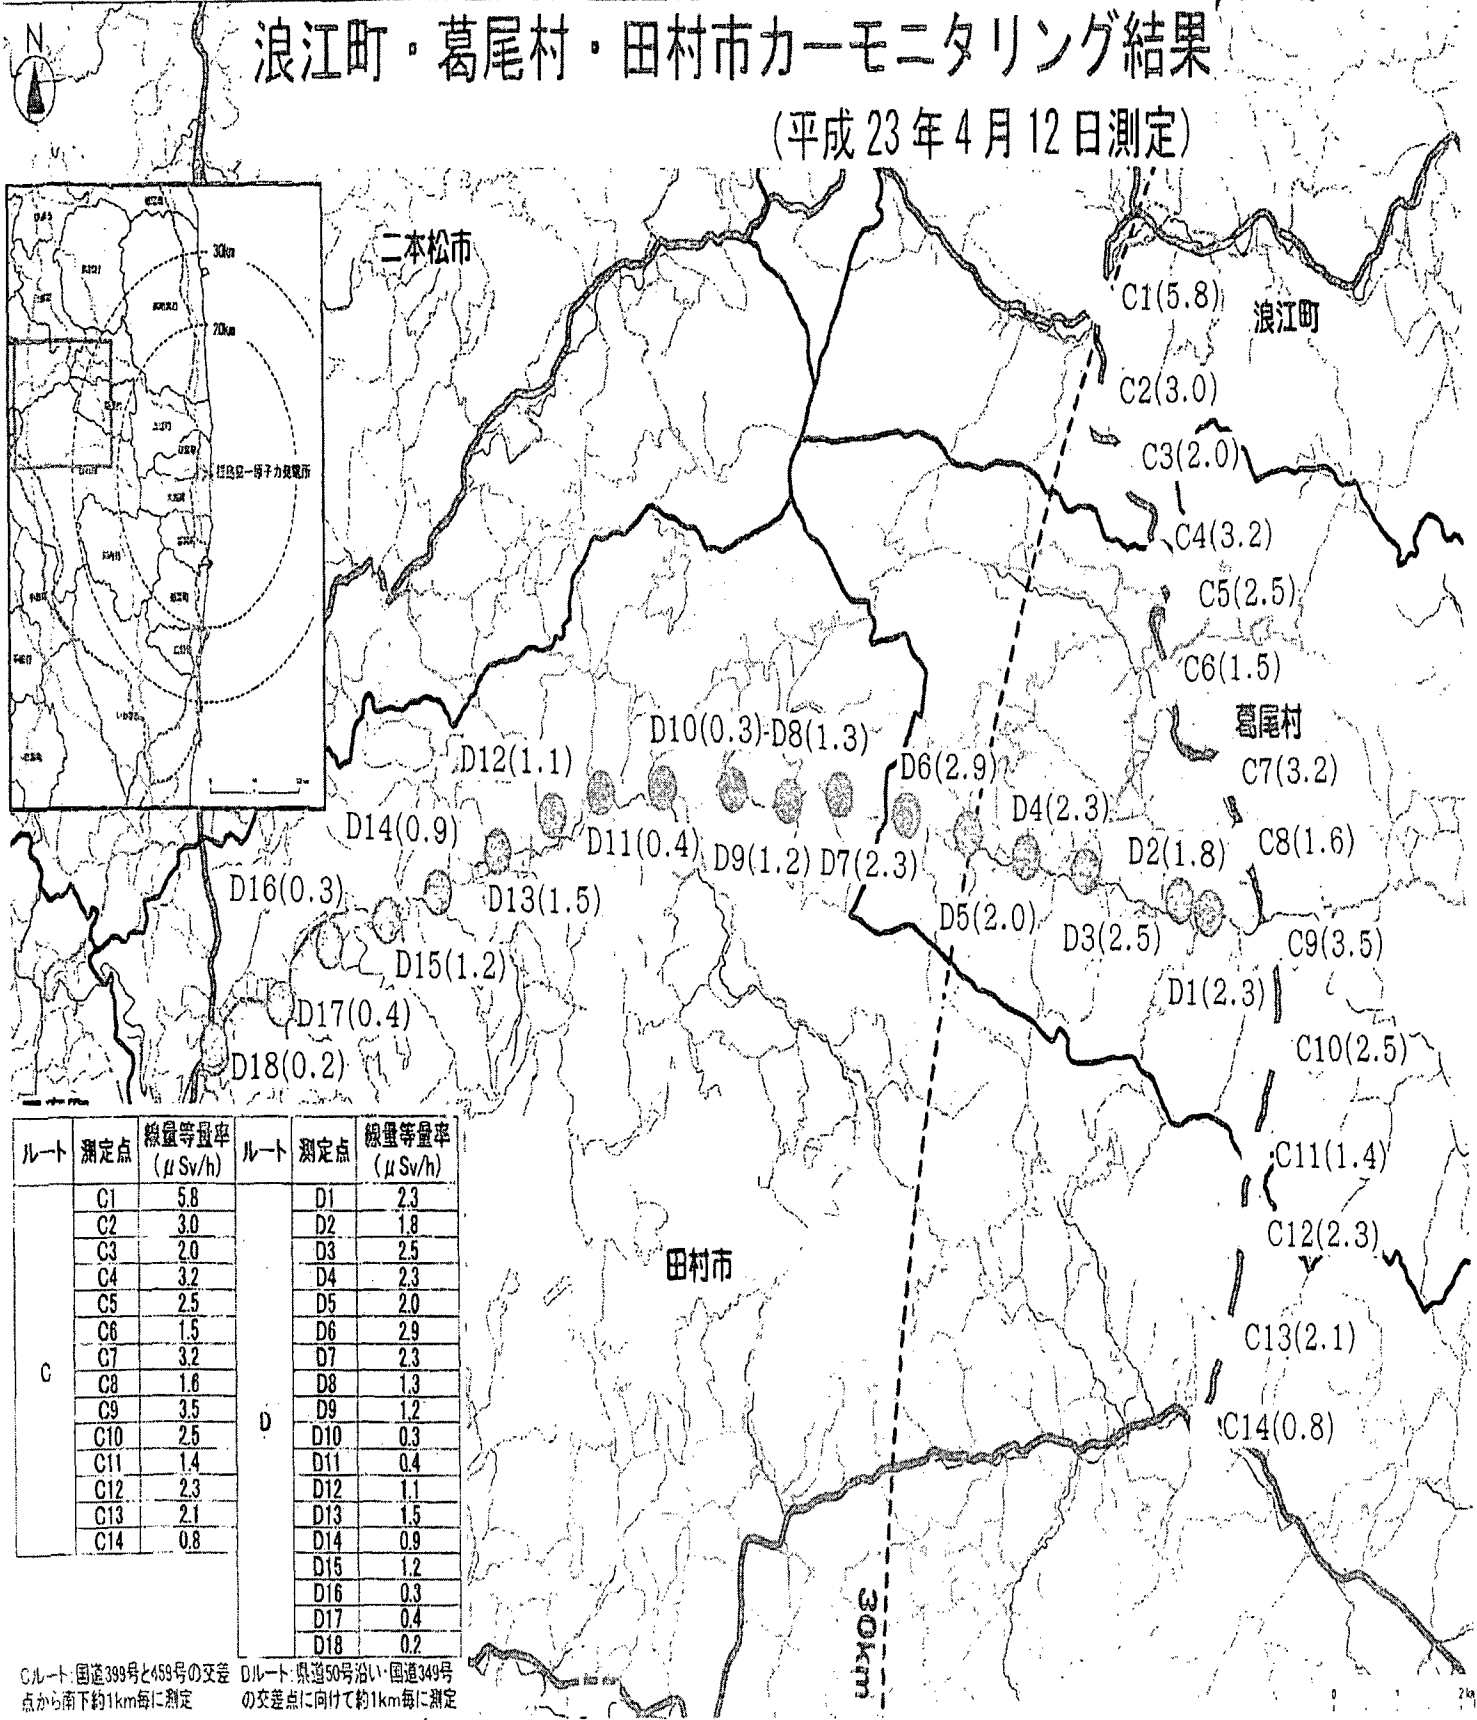 浪江町・葛尾村・田村市カーモニタリング結果
(平成23年4月12日測定)
N
30km
20km
二本松市
C1(5.8)
浪江町
C2(3.0)
C3(2.0)
C4(3.2)
C5(2.5)
C6(1.5)
葛尾村
C7(3.2)
D10(0.3)
D8(1.3)
D12(1.1)
D6(2.9)
D4(2.3)
D14(0.9)
D11(0.4)
D9(1.2)
D7(2.3)
D2(1.8)
C8(1.6)
D16(0.3)
D13(1.5)
D5(2.0)
D3(2.5)
C9(3.5)
D15(1.2)
D1(2.3)
D17(0.4)
C10(2.5)
D18(0.2)
C11(1.4)
C12(2.3)
田村市
C13(2.1)
C14(0.8)
30km
0 1 2km
ルート 測定点 線量等量率(μSv/h) ルート 測定点 線量等量率(μSv/h)
C D
C1 5.8 D1 2.3
C2 3.0 D2 1.8
C3 2.0 D3 2.5
C4 3.2 D4 2.3
C5 2.5 D5 2.0
C6 1.5 D6 2.9
C7 3.2 D7 2.3
C8 1.6 D8 1.3
C9 3.5 D9 1.2
C10 2.5 D10 0.3
C11 1.4 D11 0.4
C12 2.3 D12 1.1
C13 2.1 D13 1.5
C14 0.8 D14 0.9
D15 1.2
D16 0.3
D17 0.4
D18 0.2
Cルート:国道399号と459号の交差
点から南下約1km毎に測定
Dルート:県道50号沿い・国道349号
の交差点に向けて約1km毎に測定